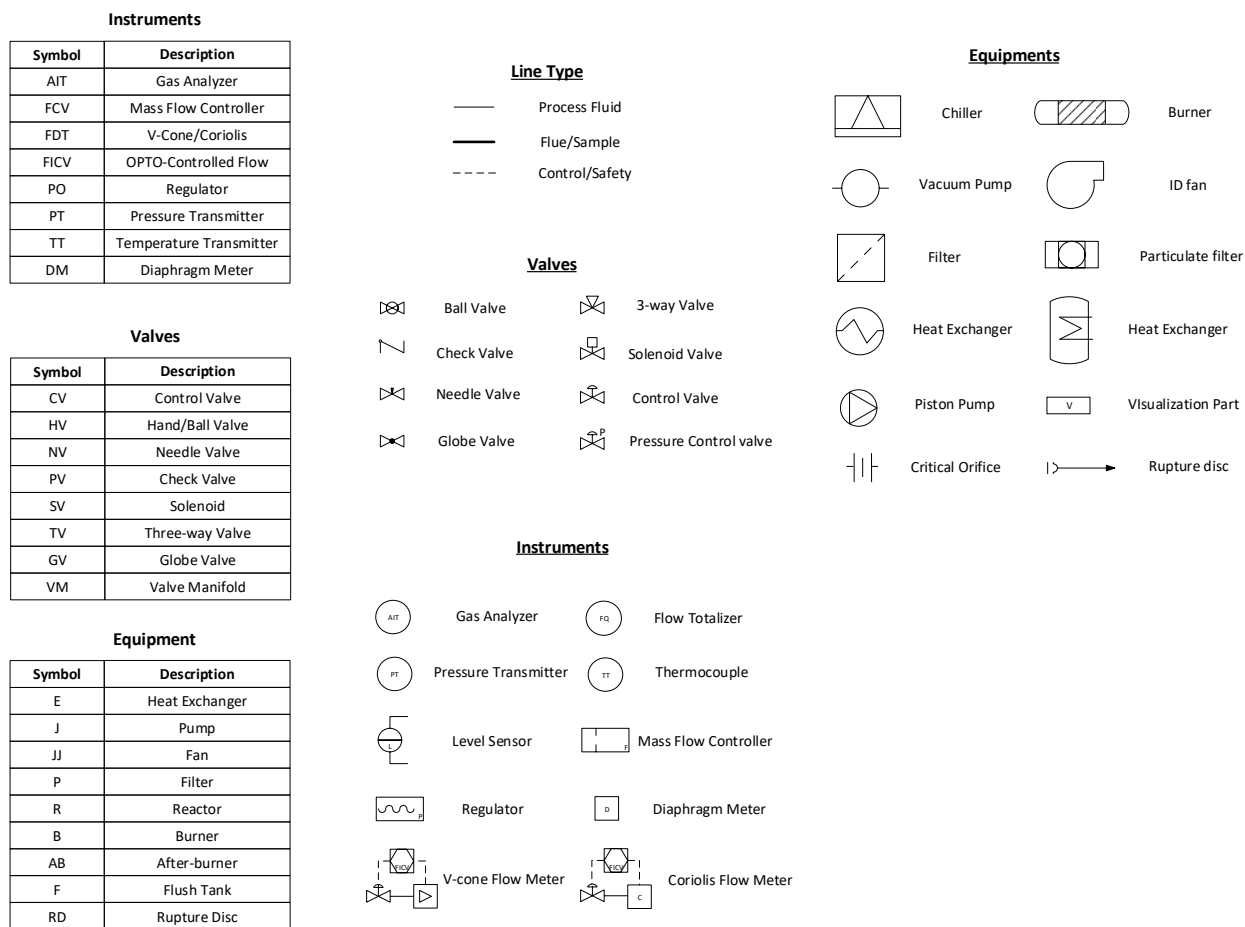 Instruments
Symbol Description
AIT Gas Analyzer
FCV Mass Flow Controller
FDT V-Cone/Coriolis
FICV OPTO-Controlled Flow
PO Regulator
PT Pressure Transmitter
TT Temperature Transmitter
DM Diaphragm Meter
Valves
Symbol Description
CV Control Valve
HV Hand/Ball Valve
NV Needle Valve
PV Check Valve
SV Solenoid
TV Three-way Valve
GV Globe Valve
VM Valve Manifold
Equipment
Symbol Description
E Heat Exchanger
J Pump
JJ Fan
P Filter
R Reactor
B Burner
AB After-burner
F Flush Tank
RD Rupture Disc
Line Type
Process Fluid
Flue/Sample
Control/Safety
Valves
Ball Valve 3-way Valve
Check Valve Solenoid Valve
Needle Valve Control Valve
Globe Valve P Pressure Control valve
Instruments
AIT Gas Analyzer FQ Flow Totalizer
PT Pressure Transmitter TT Thermocouple
L Level Sensor F Mass Flow Controller
P Regulator D Diaphragm Meter
FICV V-cone Flow Meter FICV C Coriolis Flow Meter
Equipments
Chiller Burner
Vacuum Pump ID fan
Filter Particulate filter
Heat Exchanger Heat Exchanger
Piston Pump V VIsualization Part
Critical Orifice Rupture disc